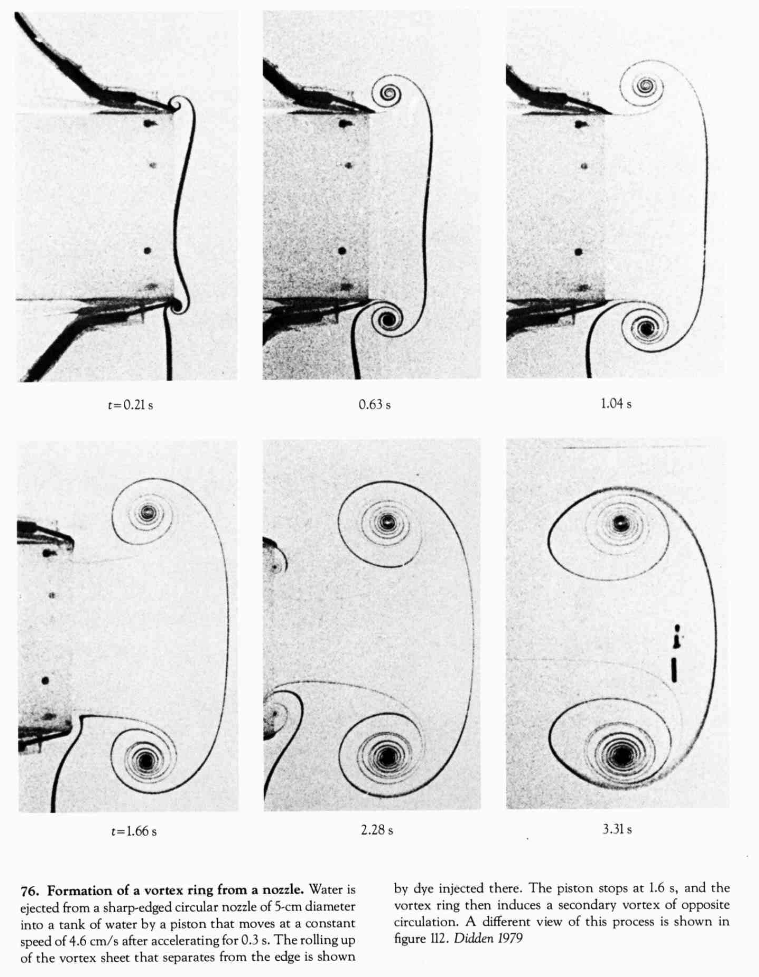 t=0.21 s
0.63 s
1.04 s
t=1.66 s
2.28 s
3.31 s
76. Formation of a vortex ring from a nozzle. Water is
ejected from a sharp-edged circular nozzle of 5-cm diameter
into a tank of water by a piston that moves at a constant
speed of 4.6 cm/s after accelerating for 0.3 s. The rolling up
of the vortex sheet that separates from the edge is shown
by dye injected there. The piston stops at 1.6 s, and the
vortex ring then induces a secondary vortex of opposite
circulation. A different view of this process is shown in
figure 112. Didden 1979